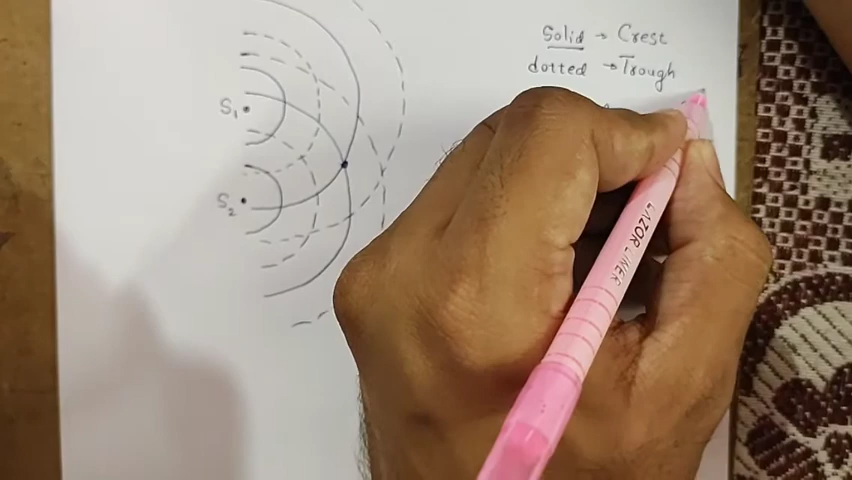 Solid → Crest
dotted → Trough
S₁
S₂
LAZOR LINER